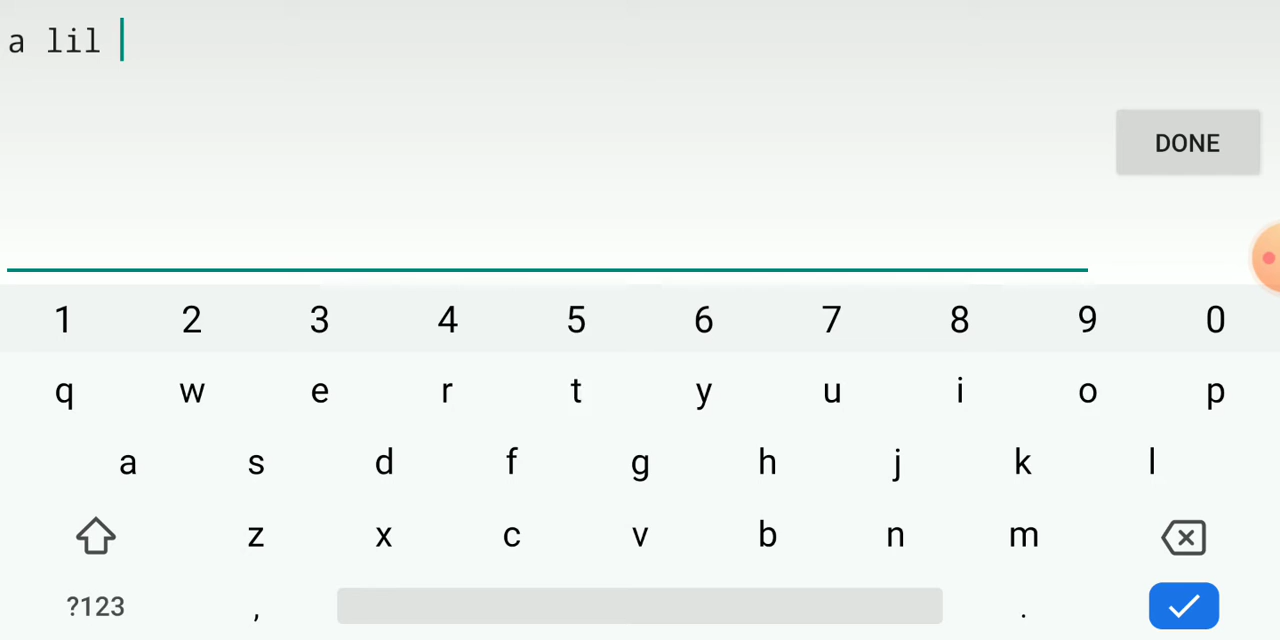 a lil
DONE
1 2 3 4 5 6 7 8 9 0
q w e r t y u i o p
a s d f g h j k l
z x c v b n m
?123 , .